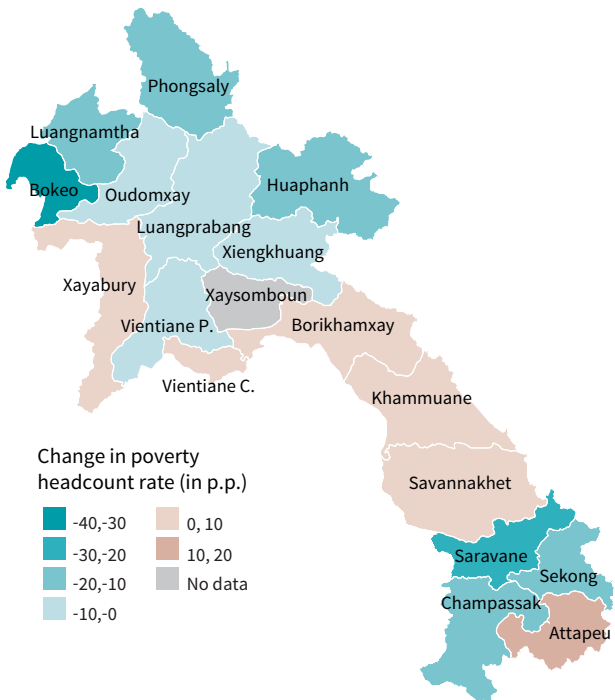 Phongsaly
Luangnamtha
Bokeo
Oudomxay
Huaphanh
Luangprabang
Xiengkhuang
Xayabury
Xaysomboun
Vientiane P.
Borikhamxay
Vientiane C.
Khammuane
Savannakhet
Saravane
Sekong
Champassak
Attapeu
Change in poverty
headcount rate (in p.p.)
-40,-30
-30,-20
-20,-10
-10,-0
0, 10
10, 20
No data